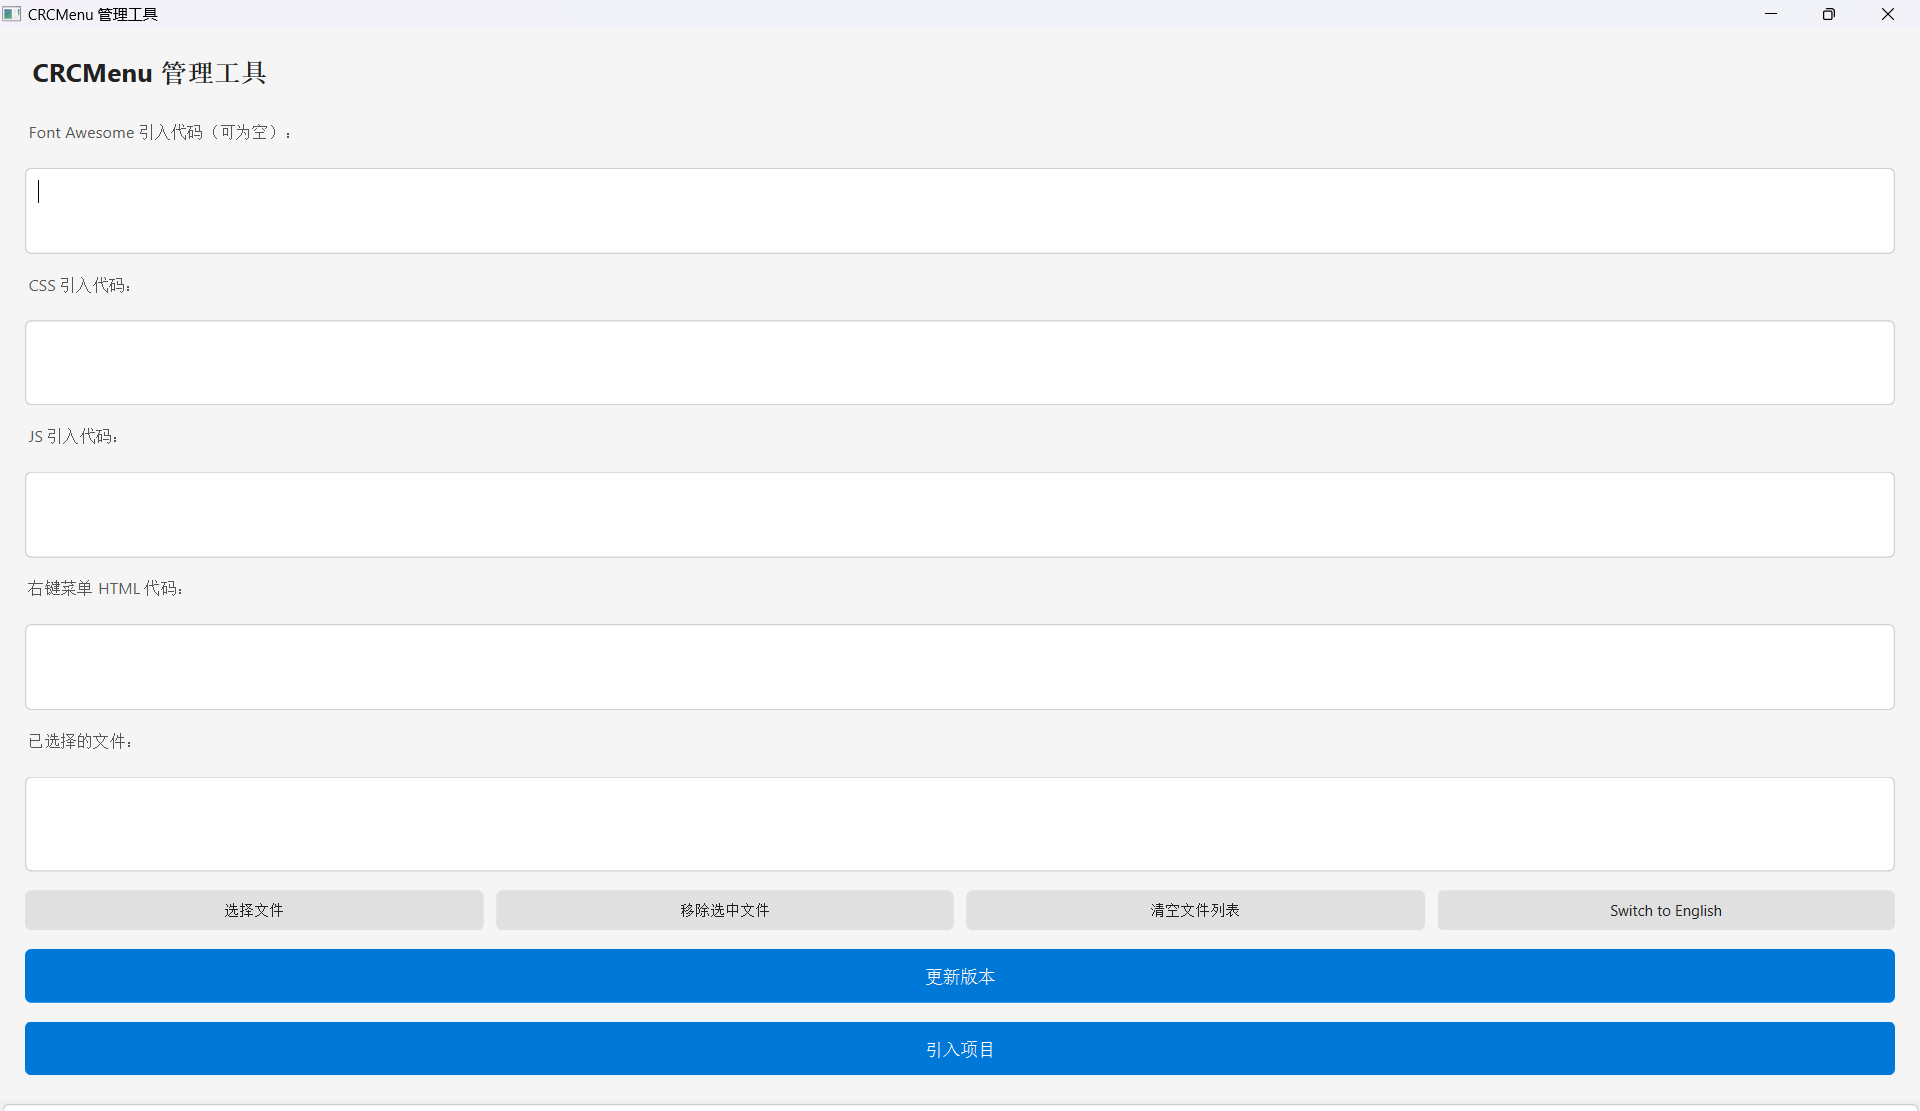 CRCMenu 管理工具
CRCMenu 管理工具
Font Awesome 引入代码（可为空）：
CSS 引入代码：
JS 引入代码：
右键菜单 HTML 代码：
已选择的文件：
选择文件
移除选中文件
清空文件列表
Switch to English
更新版本
引入项目